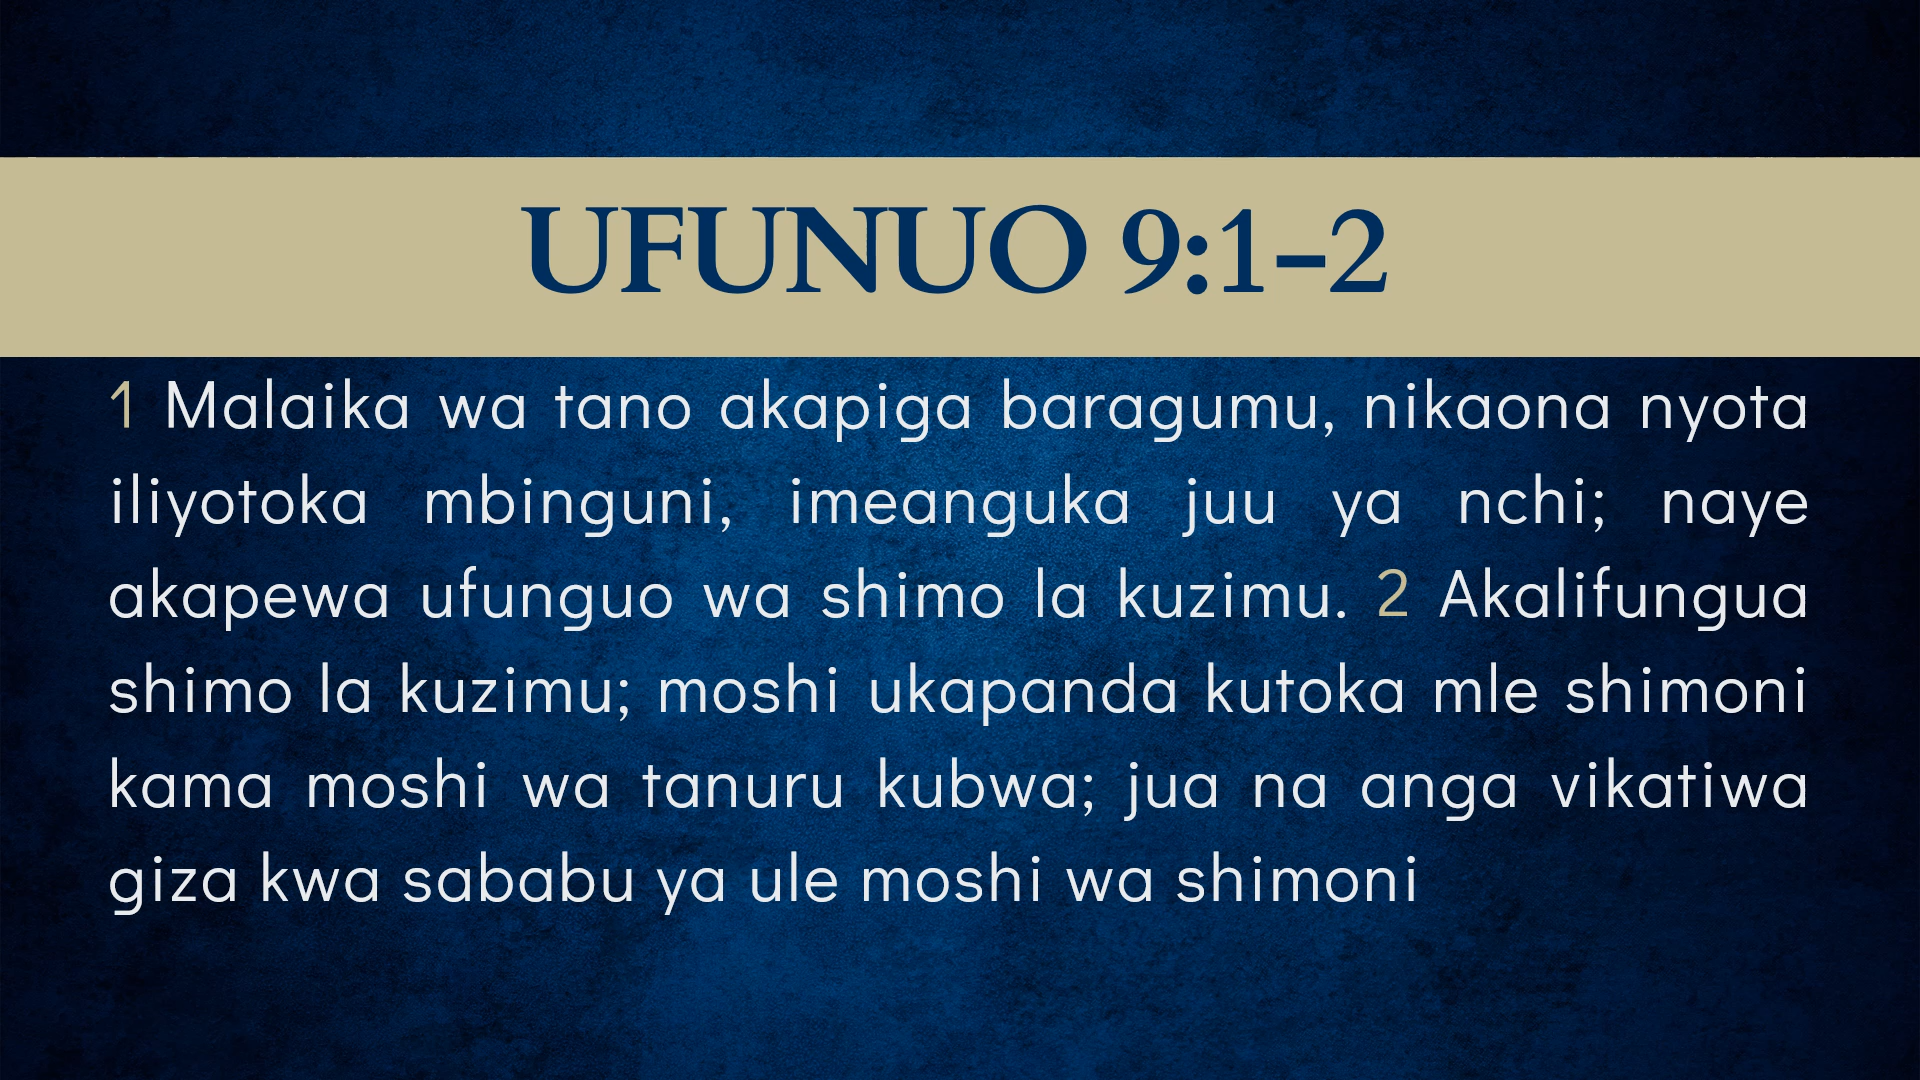 UFUNUO 9:1–2
1 Malaika wa tano akapiga baragumu, nikaona nyota
iliyotoka mbinguni, imeanguka juu ya nchi; naye
akapewa ufunguo wa shimo la kuzimu. 2 Akalifungua
shimo la kuzimu; moshi ukapanda kutoka mle shimoni
kama moshi wa tanuru kubwa; jua na anga vikatiwa
giza kwa sababu ya ule moshi wa shimoni